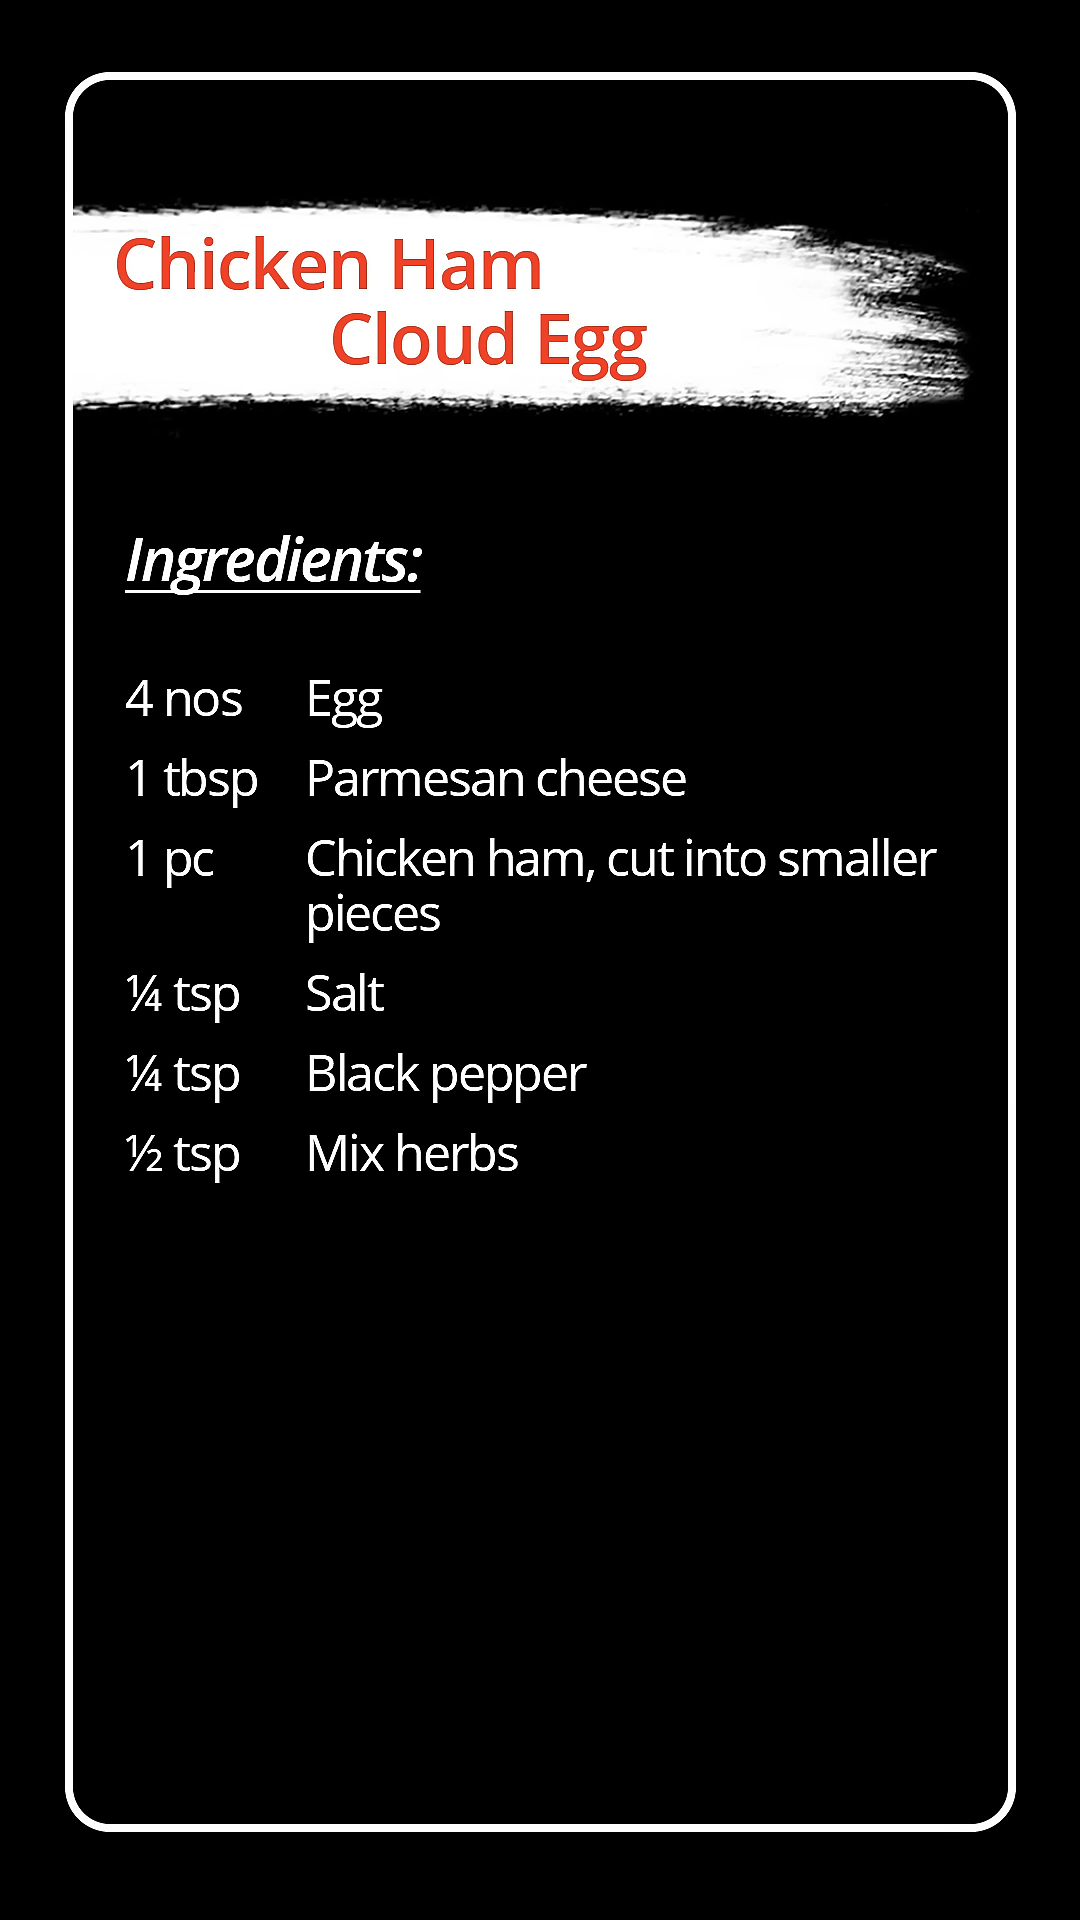 Chicken Ham
Cloud Egg
Ingredients:
4 nos Egg
1 tbsp Parmesan cheese
1 pc Chicken ham, cut into smaller
pieces
¼ tsp Salt
¼ tsp Black pepper
½ tsp Mix herbs